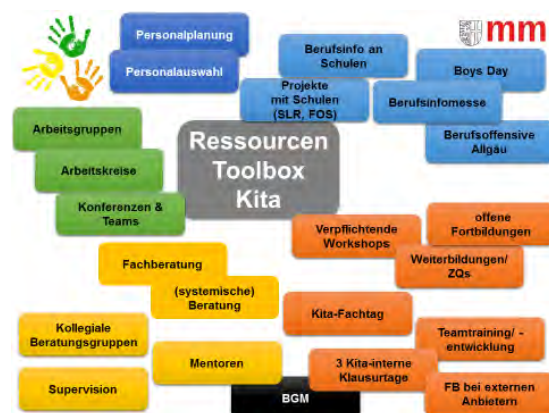 Personalplanung
Personalauswahl
Berufsinfo an
Schulen
mm
Boys Day
Projekte
mit Schulen
(SLR, FOS)
Berufsinfomesse
Berufsoffensive
Allgäu
Arbeitsgruppen
Arbeitskreise
Konferenzen &
Teams
Ressourcen
Toolbox
Kita
Verpflichtende
Workshops
offene
Fortbildungen
Weiterbildungen/
ZQs
Fachberatung
(systemische)
Beratung
Kita-Fachtag
Kollegiale
Beratungsgruppen
Mentoren
Supervision
Teamtraining/ -
entwicklung
3 Kita-interne
Klausurtage
FB bei externen
Anbietern
BGM